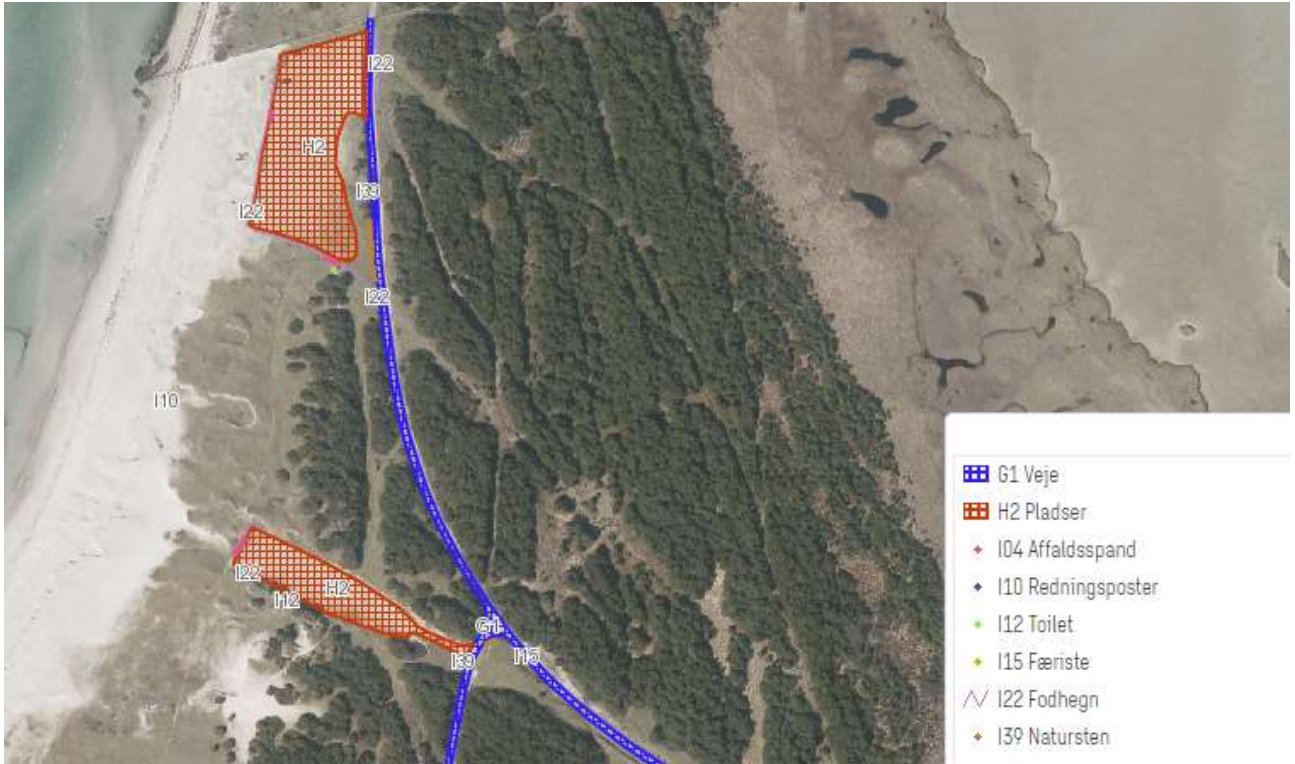 I22
H2
I39
I22
I22
I10
I22
H2
I12
G1
I39
I15
G1 Veje
H2 Pladser
I04 Affaldsspand
I10 Redningsposter
I12 Toilet
I15 Færiste
I22 Fodhegn
I39 Natursten